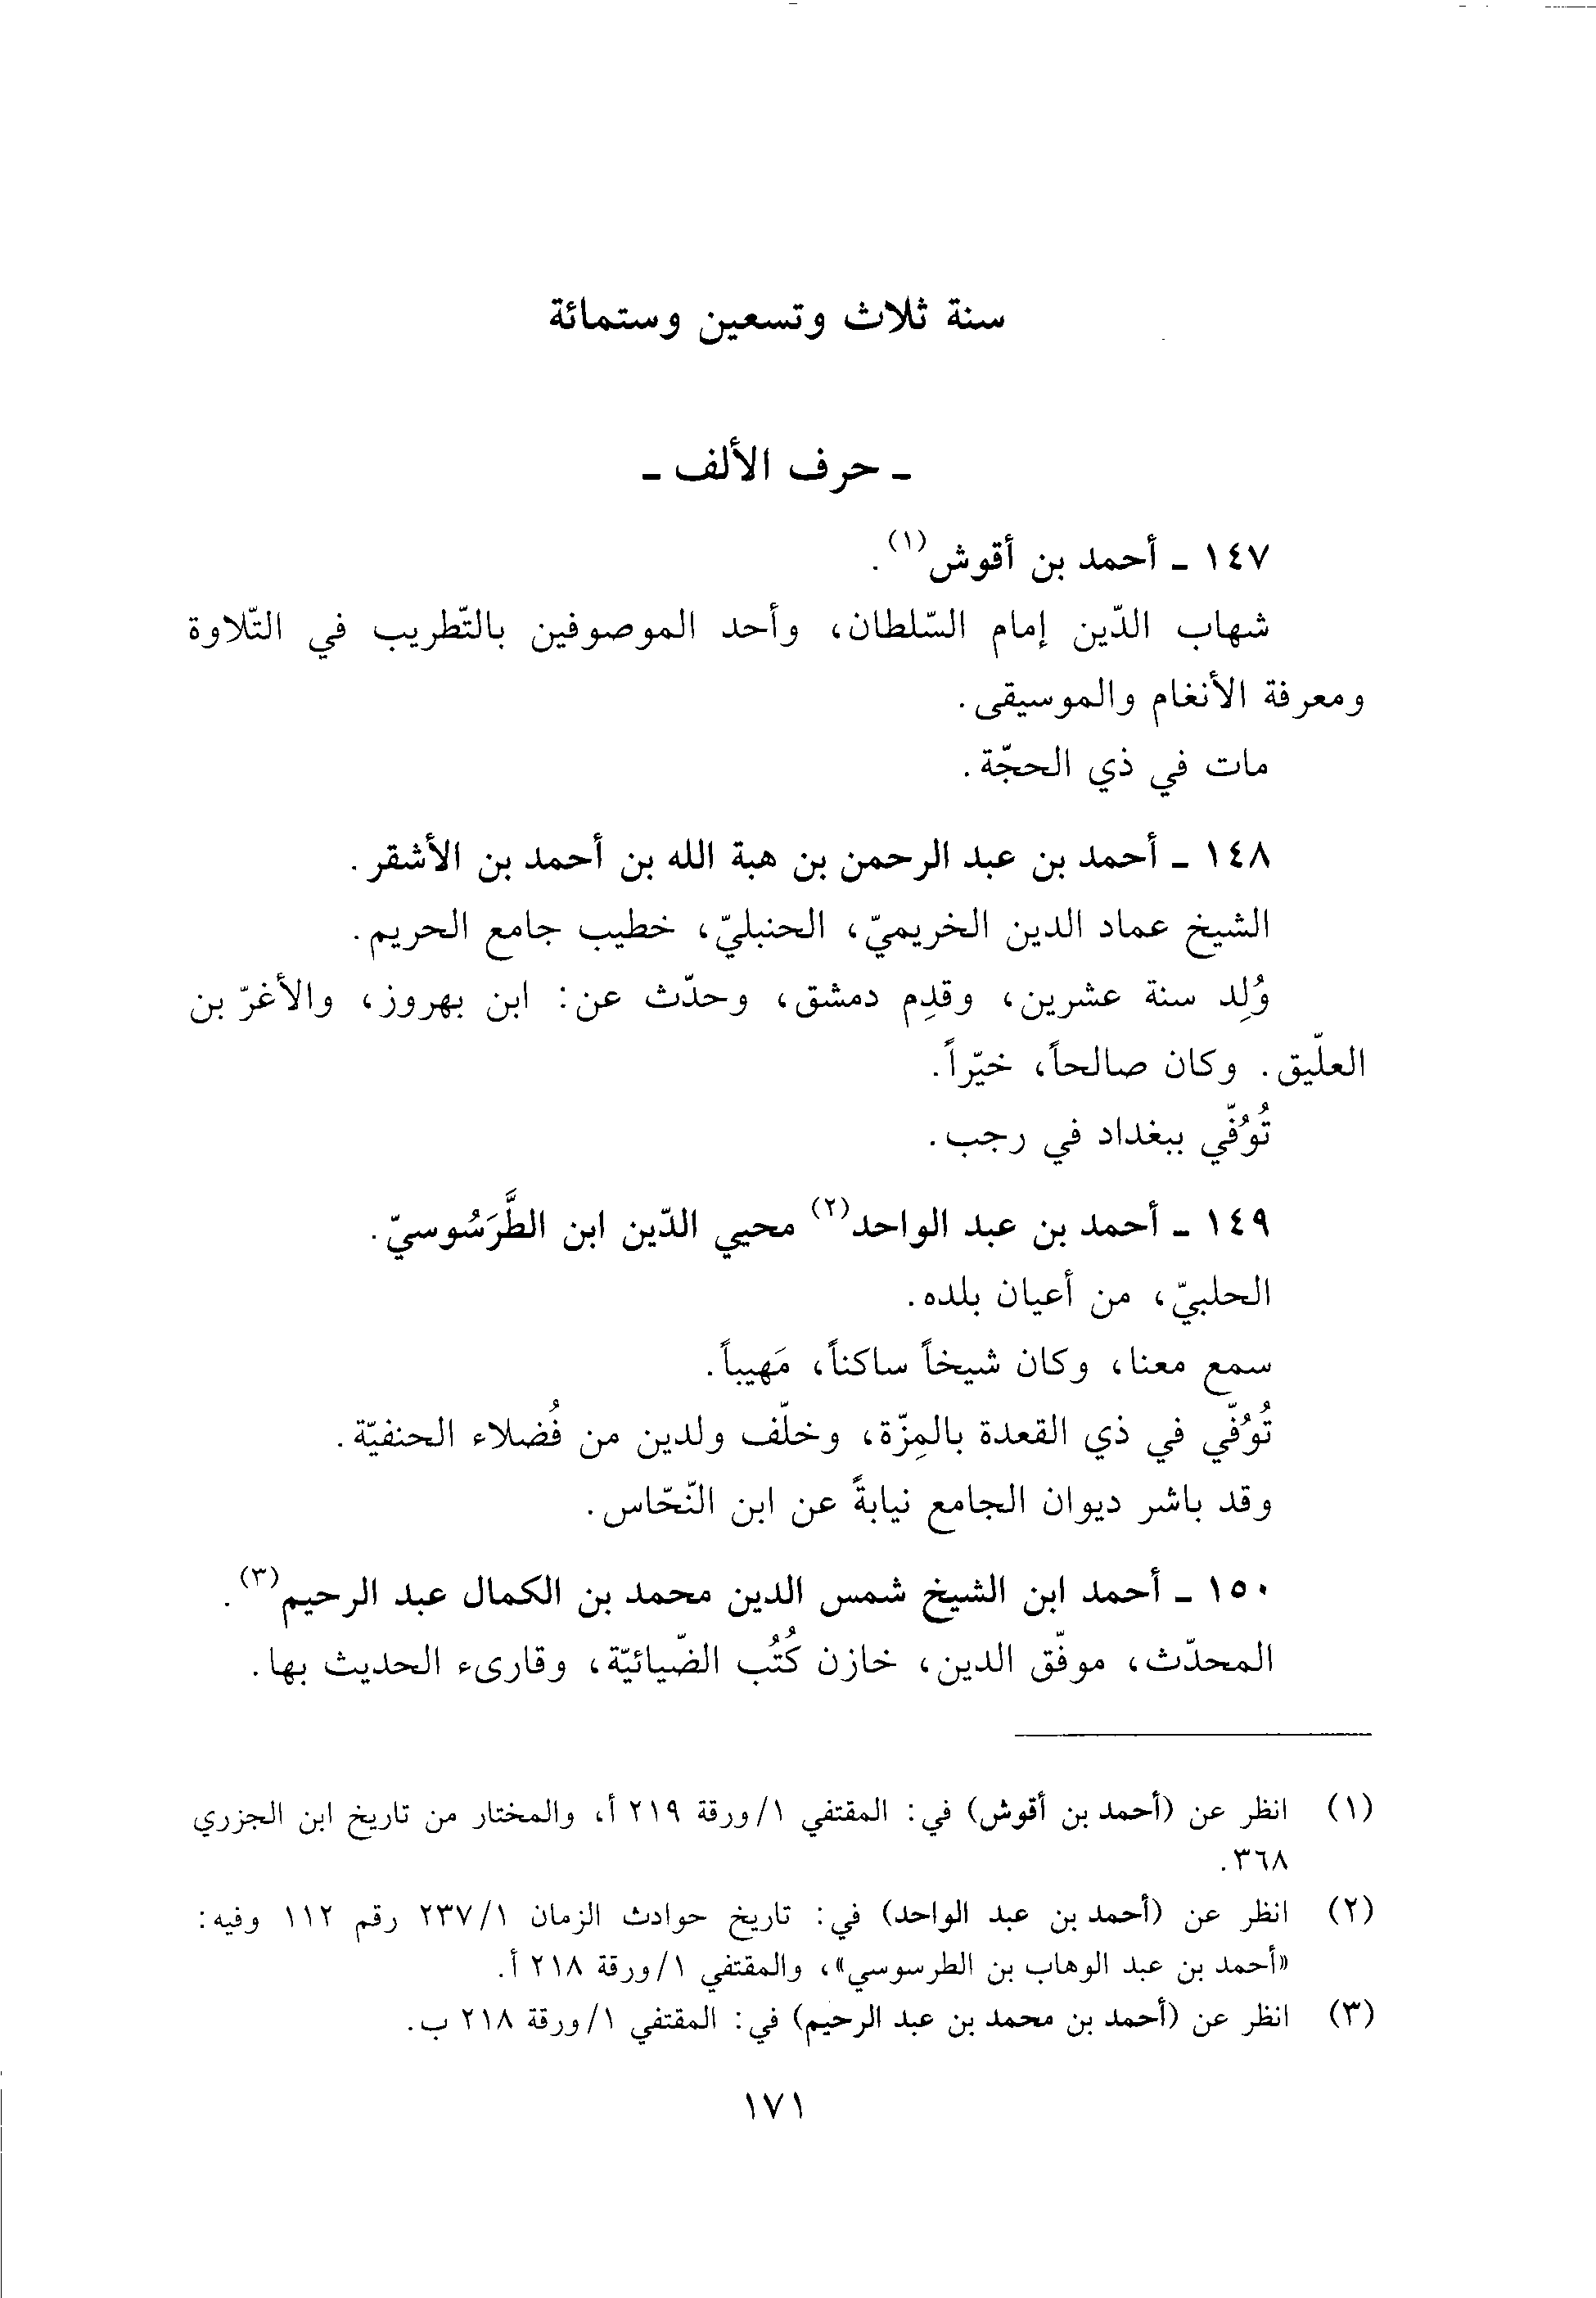 سنة ثلاث وتسعين وستمائة
ـ حرف الألف ـ
١٤٧ ـ أحمد بن أقوش(١).
شهاب الدّين إمام السّلطان، وأحد الموصوفين بالتّطريب في التّلاوة
ومعرفة الأنغام والموسيقى.
مات في ذي الحجّة.
١٤٨ ـ أحمد بن عبد الرحمن بن هبة الله بن أحمد بن الأشقر.
الشيخ عماد الدين الخريميّ، الحنبليّ، خطيب جامع الحريم.
وُلِد سنة عشرين، وقدِم دمشق، وحدّث عن: ابن بهروز، والأغرّ بن
العلّيق. وكان صالحاً، خيّراً.
تُوُفّي ببغداد في رجب.
١٤٩ ـ أحمد بن عبد الواحد(٢) محيي الدّين ابن الطَّرَسُوسيّ.
الحلبيّ، من أعيان بلده.
سمع معنا، وكان شيخاً ساكناً، مَهيباً.
تُوُفّي في ذي القعدة بالمِزّة، وخلّف ولدين من فُضلاء الحنفيّة.
وقد باشر ديوان الجامع نيابةً عن ابن النّحّاس.
١٥٠ ـ أحمد ابن الشيخ شمس الدين محمد بن الكمال عبد الرحيم(٣).
المحدّث، موفّق الدين، خازن كُتُب الضّيائيّة، وقارىء الحديث بها.
(١) انظر عن (أحمد بن أقوش) في: المقتفي ١/ورقة ٢١٩ أ، والمختار من تاريخ ابن الجزري
٣٦٨.
(٢) انظر عن (أحمد بن عبد الواحد) في: تاريخ حوادث الزمان ١/٢٣٧ رقم ١١٢ وفيه:
«أحمد بن عبد الوهاب بن الطرسوسي»، والمقتفي ١/ورقة ٢١٨ أ.
(٣) انظر عن (أحمد بن محمد بن عبد الرحيم) في: المقتفي ١/ورقة ٢١٨ ب.
١٧١